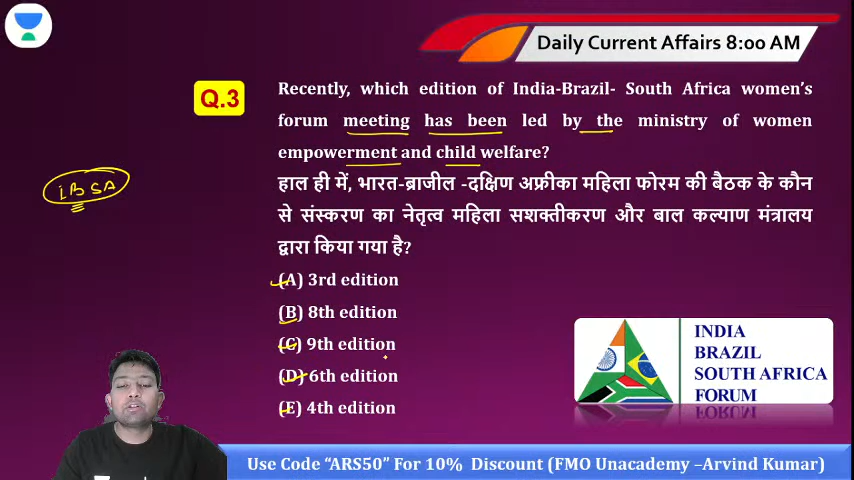 Daily Current Affairs 8:00 AM
Q.3
Recently, which edition of India-Brazil- South Africa women's
forum meeting has been led by the ministry of women
empowerment and child welfare?
IBSA
हाल ही में, भारत-ब्राजील -दक्षिण अफ्रीका महिला फोरम की बैठक के कौन
से संस्करण का नेतृत्व महिला सशक्तीकरण और बाल कल्याण मंत्रालय
द्वारा किया गया है?
(A) 3rd edition
(B) 8th edition
(C) 9th edition
(D) 6th edition
(E) 4th edition
INDIA
BRAZIL
SOUTH AFRICA
FORUM
Use Code “ARS50” For 10% Discount (FMO Unacademy –Arvind Kumar)